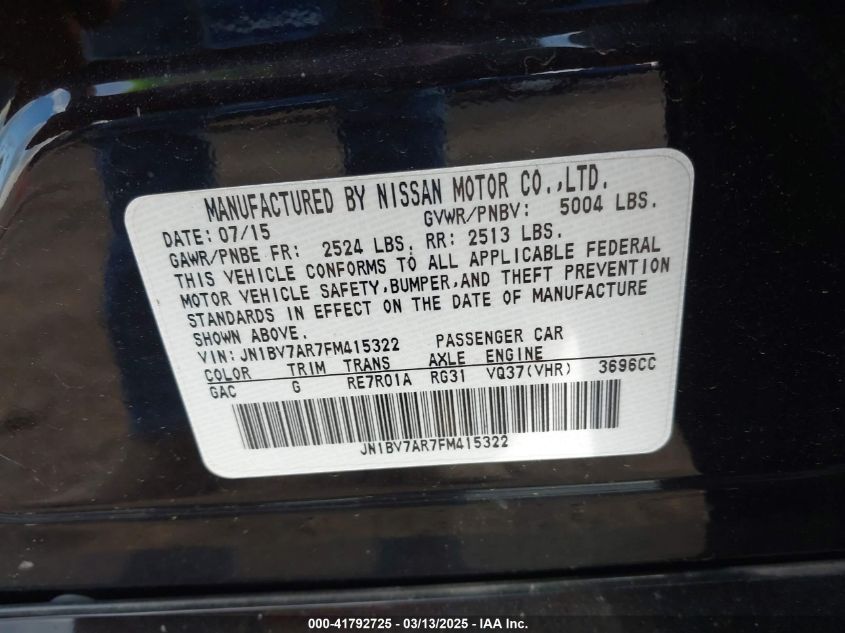 MANUFACTURED BY NISSAN MOTOR CO.,LTD.
DATE: 07/15 GVWR/PNBV: 5004 LBS.
GAWR/PNBE FR: 2524 LBS. RR: 2513 LBS.
THIS VEHICLE CONFORMS TO ALL APPLICABLE FEDERAL
MOTOR VEHICLE SAFETY,BUMPER,AND THEFT PREVENTION
STANDARDS IN EFFECT ON THE DATE OF MANUFACTURE
SHOWN ABOVE.
VIN:JN1BV7AR7FM415322 PASSENGER CAR
COLOR TRIM TRANS AXLE ENGINE
GAC G RE7R01A RG31 VQ37(VHR) 3696CC
JN1BV7AR7FM415322
000-41792725 - 03/13/2025 - IAA Inc.